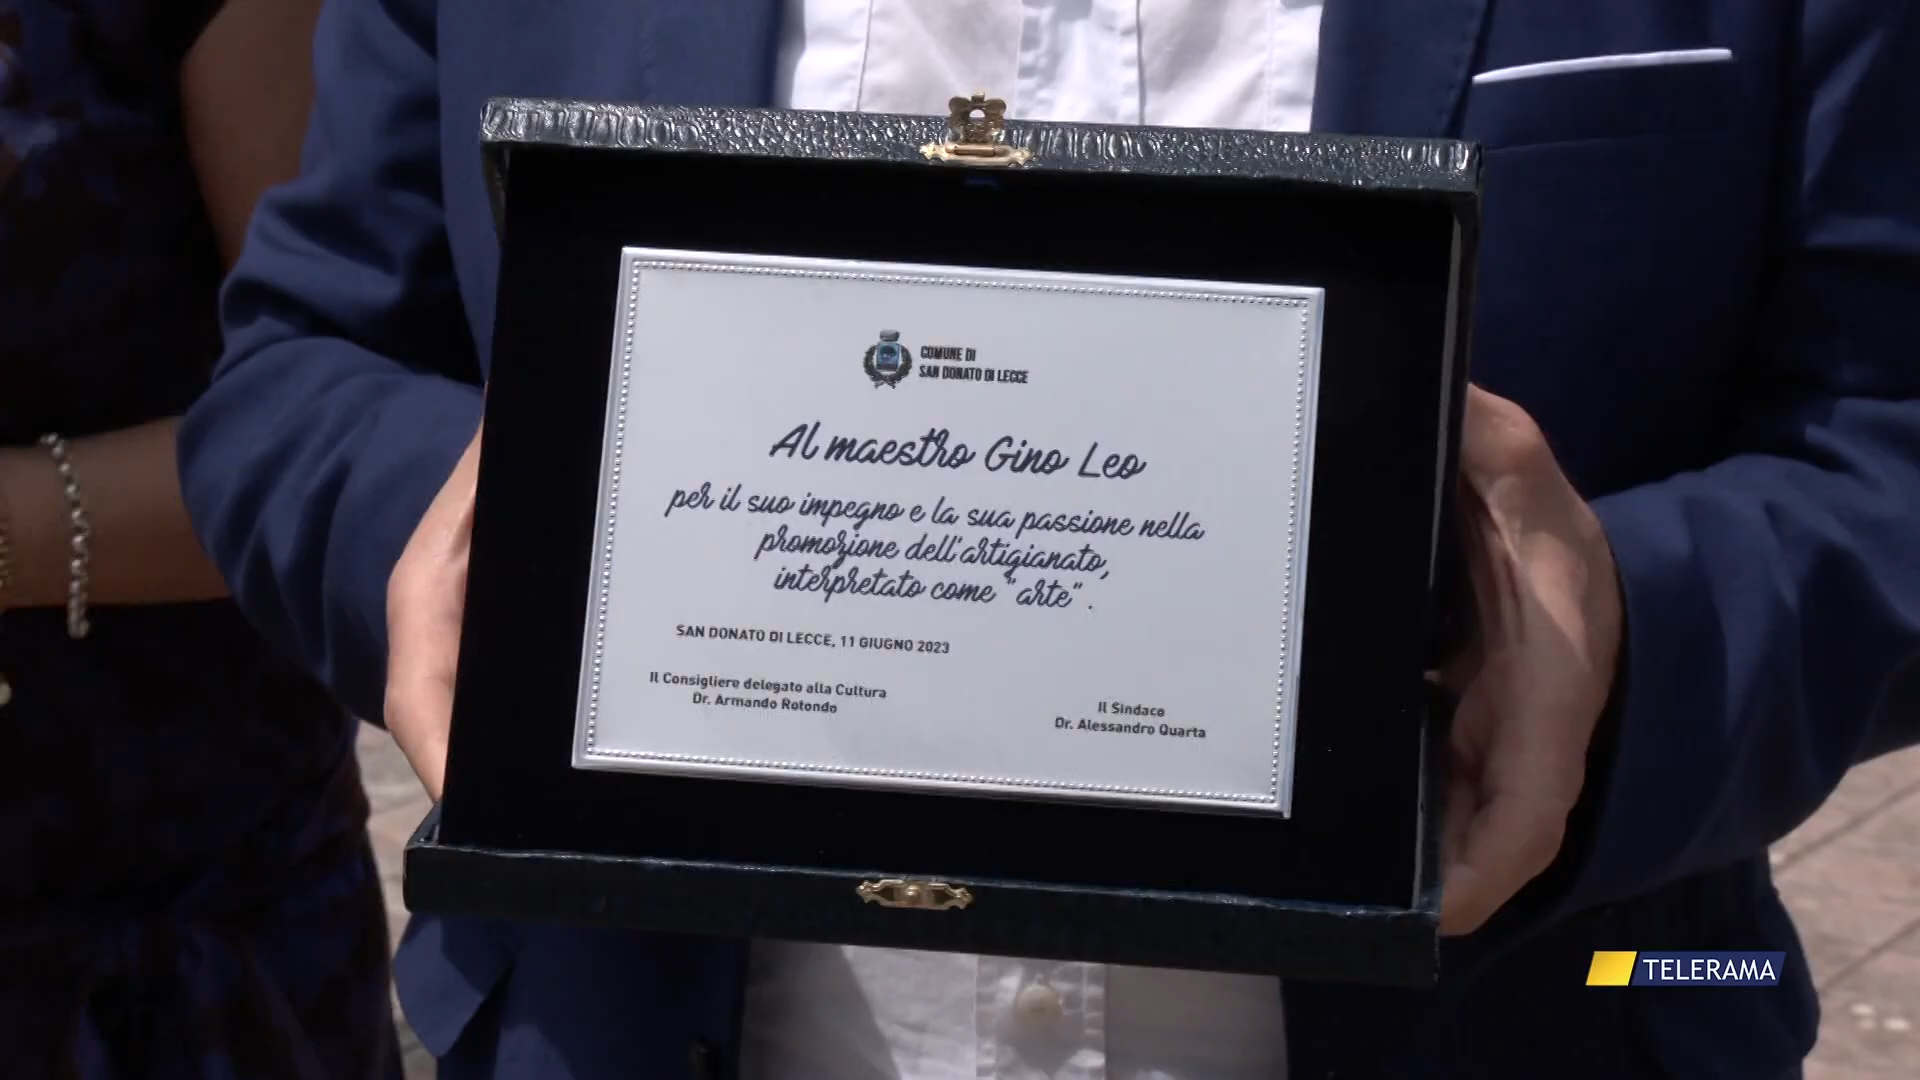 COMUNE DI
SAN DONATO DI LECCE
Al maestro Gino Leo
per il suo impegno e la sua passione nella
promozione dell'artigianato,
interpretato come "arte" .
SAN DONATO DI LECCE, 11 GIUGNO 2023
Il Consigliere delegato alla Cultura
Dr. Armando Rotondo
Il Sindaco
Dr. Alessandro Quarta
TELERAMA